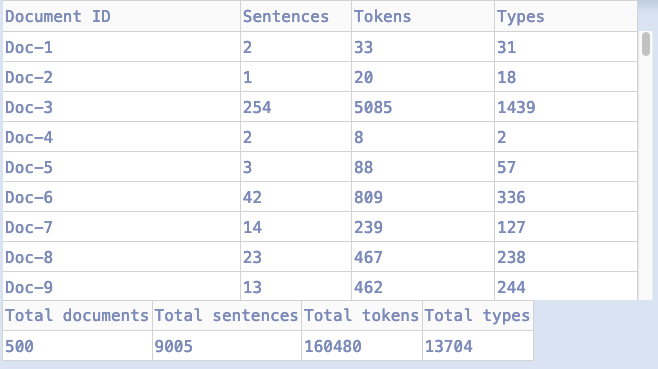 Document ID Sentences Tokens Types
Doc-1 2 33 31
Doc-2 1 20 18
Doc-3 254 5085 1439
Doc-4 2 8 2
Doc-5 3 88 57
Doc-6 42 809 336
Doc-7 14 239 127
Doc-8 23 467 238
Doc-9 13 462 244
Total documents Total sentences Total tokens Total types
500 9005 160480 13704